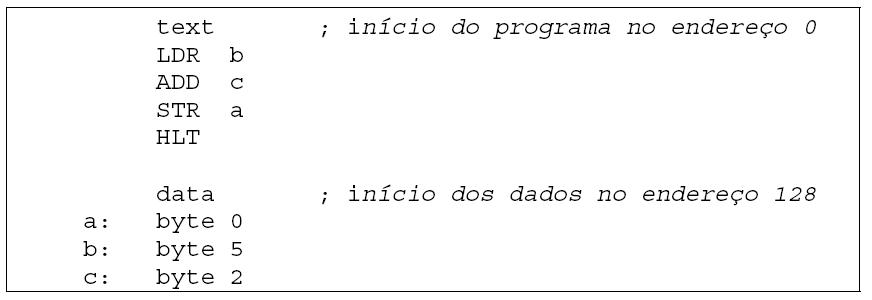 text ; início do programa no endereço 0
LDR b
ADD c
STR a
HLT
data ; início dos dados no endereço 128
a: byte 0
b: byte 5
c: byte 2